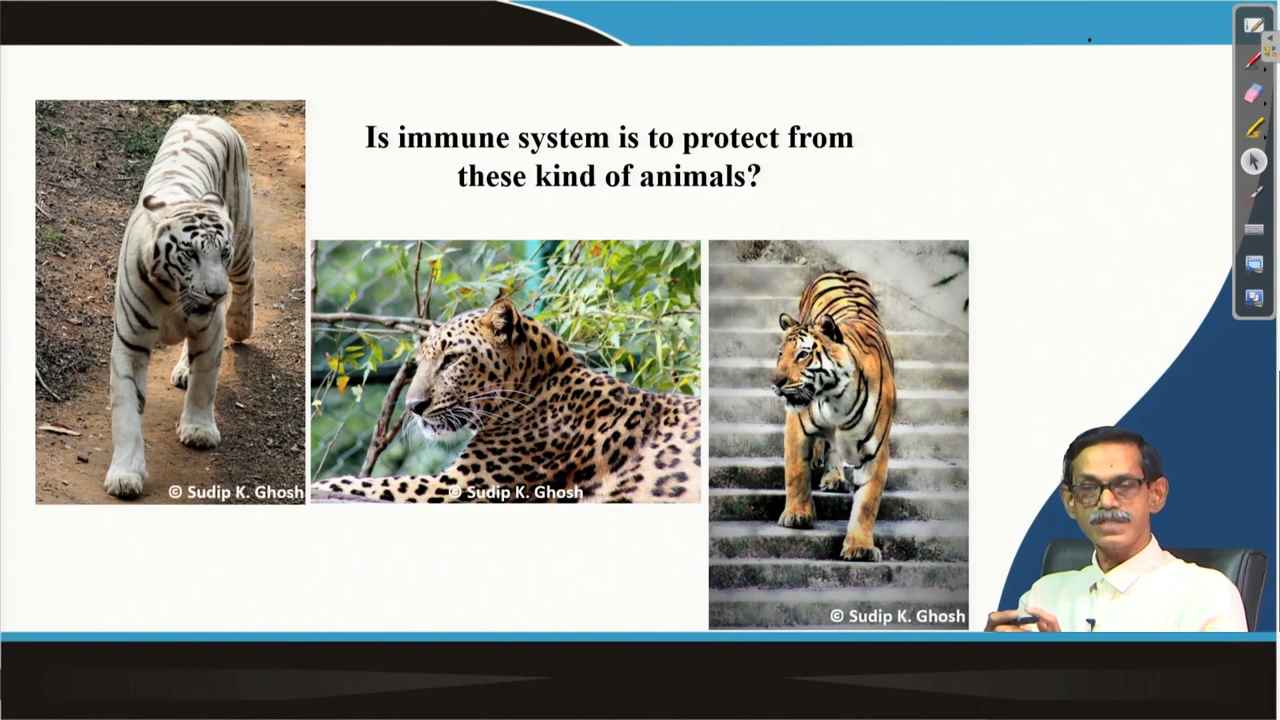 Is immune system is to protect from
these kind of animals?
© Sudip K. Ghosh
© Sudip K. Ghosh
© Sudip K. Ghosh